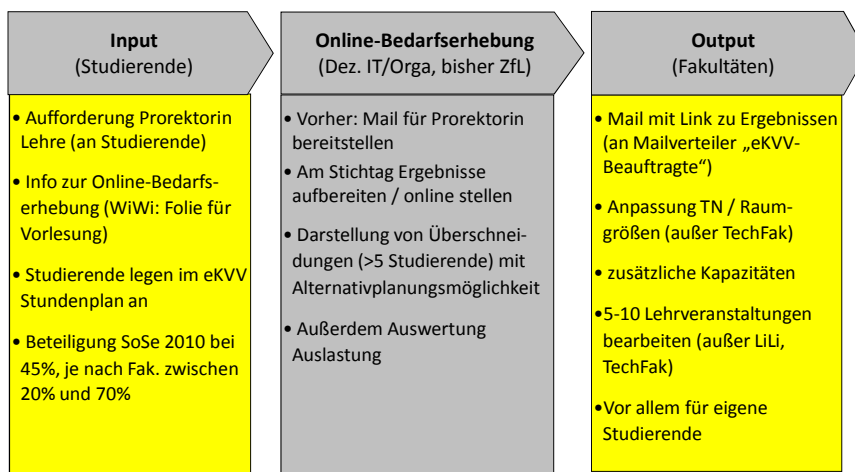 Input
(Studierende)
• Aufforderung Prorektorin
Lehre (an Studierende)
• Info zur Online-Bedarfs-
erhebung (WiWi: Folie für
Vorlesung)
• Studierende legen im eKVV
Stundenplan an
• Beteiligung SoSe 2010 bei
45%, je nach Fak. zwischen
20% und 70%
Online-Bedarfserhebung
(Dez. IT/Orga, bisher ZfL)
• Vorher: Mail für Prorektorin
bereitstellen
• Am Stichtag Ergebnisse
aufbereiten / online stellen
• Darstellung von Überschnei-
dungen (>5 Studierende) mit
Alternativplanungsmöglichkeit
• Außerdem Auswertung
Auslastung
Output
(Fakultäten)
• Mail mit Link zu Ergebnissen
(an Mailverteiler „eKVV-
Beauftragte“)
• Anpassung TN / Raum-
größen (außer TechFak)
• zusätzliche Kapazitäten
•5-10 Lehrveranstaltungen
bearbeiten (außer LiLi,
TechFak)
•Vor allem für eigene
Studierende